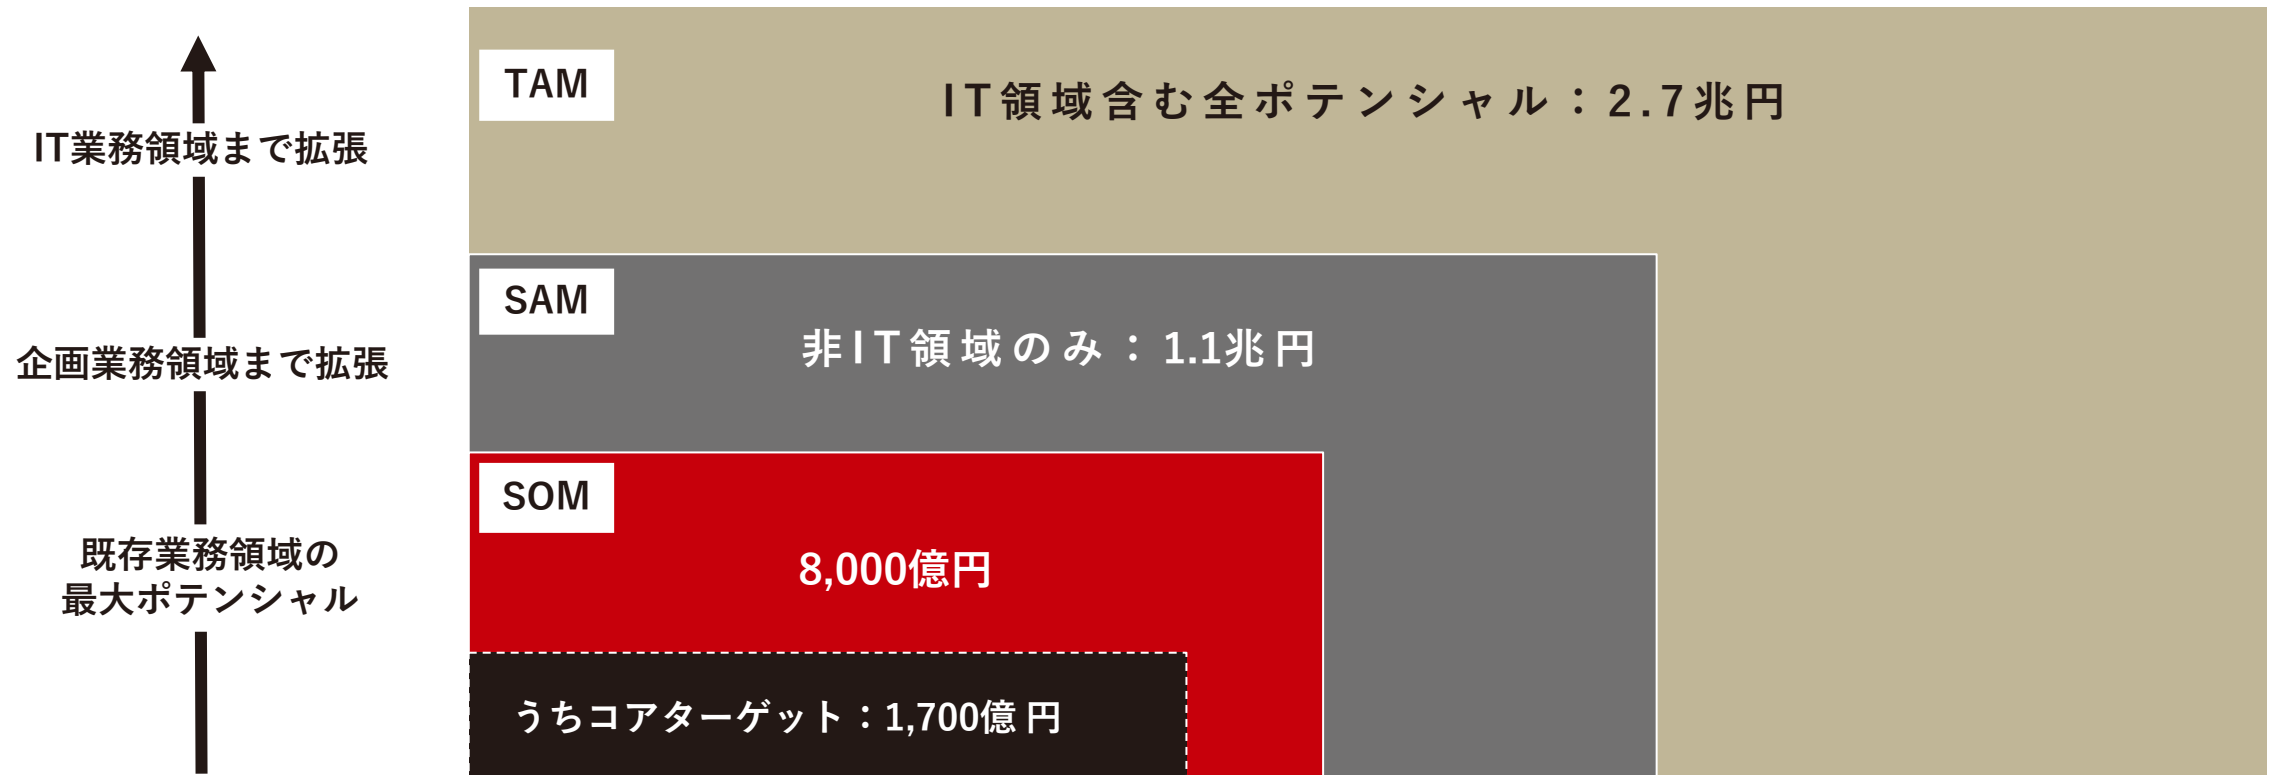 TAM
IT領域含む全ポテンシャル：2.7兆円
IT業務領域まで拡張
SAM
非IT領域のみ：1.1兆円
企画業務領域まで拡張
SOM
既存業務領域の
最大ポテンシャル
8,000億円
うちコアターゲット：1,700億円